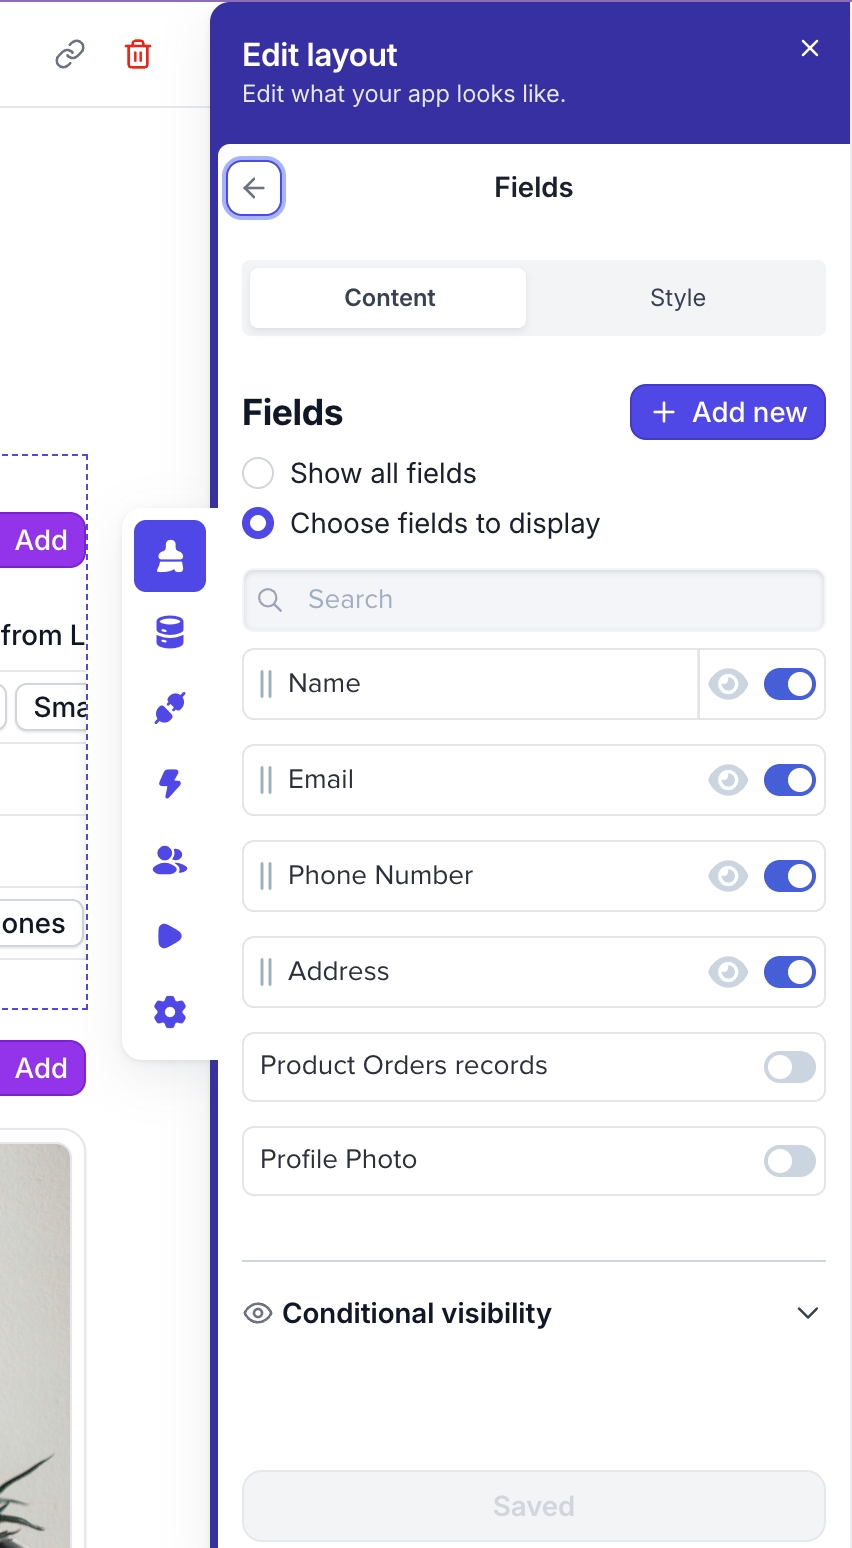 Edit layout
Edit what your app looks like.
Fields
Content
Style
Fields
Add new
Show all fields
Choose fields to display
Search
Name
Email
Phone Number
Address
Product Orders records
Profile Photo
Conditional visibility
Saved
Add
from L
Sma
ones
Add